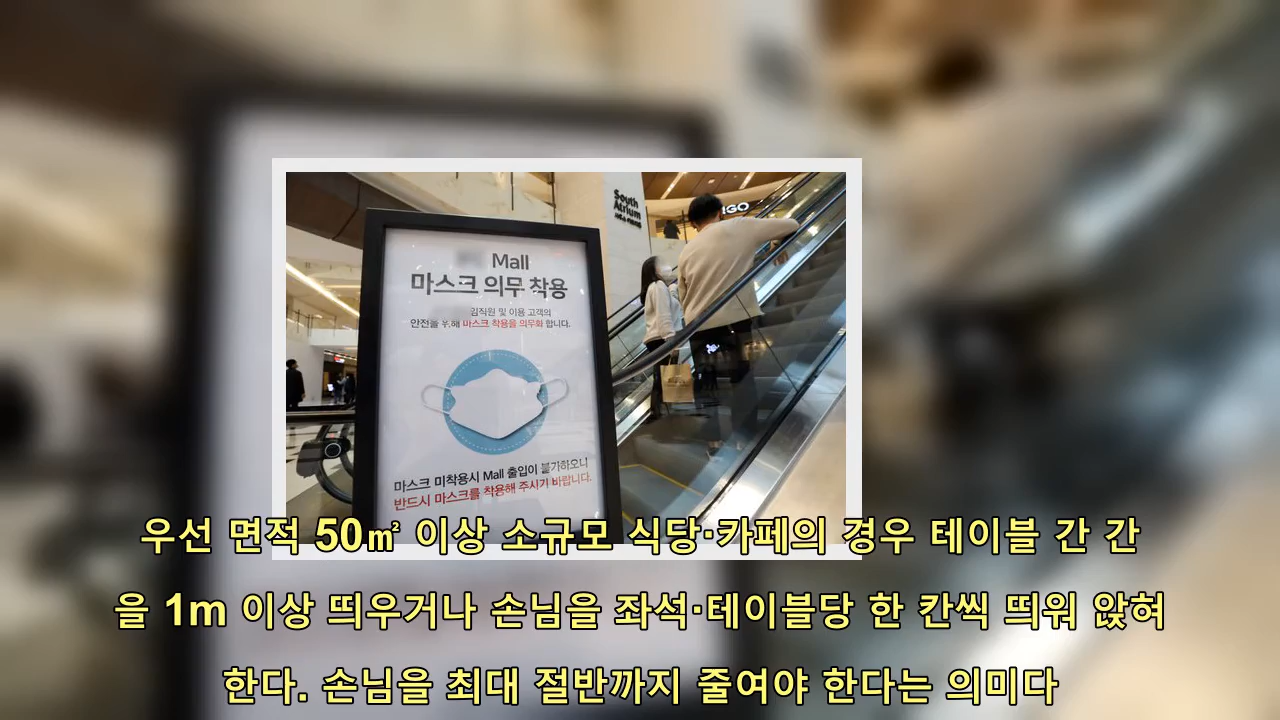 South
Atrium
IGO
Mall
마스크 의무 착용
임직원 및 이용 고객의
안전을 위해 마스크 착용을 의무화 합니다.
마스크 미착용시 Mall 출입이 불가하오니
반드시 마스크를 착용해 주시기 바랍니다.
우선 면적 50㎡ 이상 소규모 식당·카페의 경우 테이블 간 간
을 1m 이상 띄우거나 손님을 좌석·테이블당 한 칸씩 띄워 앉혀
한다. 손님을 최대 절반까지 줄여야 한다는 의미다